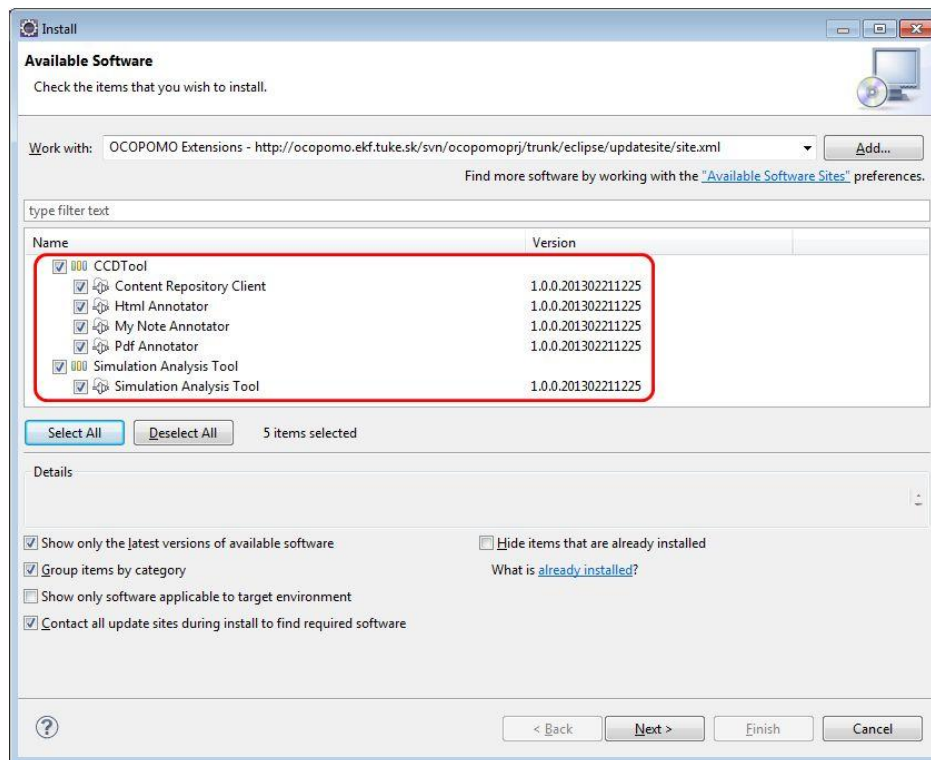 Install
Available Software
Check the items that you wish to install.
Work with: OCOPOMO Extensions - http://ocopomo.ekf.tuke.sk/svn/ocopomoprj/trunk/eclipse/updatesite/site.xml Add...
Find more software by working with the "Available Software Sites" preferences.
type filter text
Name Version
CCDTool
Content Repository Client 1.0.0.201302211225
Html Annotator 1.0.0.201302211225
My Note Annotator 1.0.0.201302211225
Pdf Annotator 1.0.0.201302211225
Simulation Analysis Tool
Simulation Analysis Tool 1.0.0.201302211225
Select All Deselect All 5 items selected
Details
Show only the latest versions of available software Hide items that are already installed
Group items by category What is already installed?
Show only software applicable to target environment
Contact all update sites during install to find required software
? < Back Next > Finish Cancel